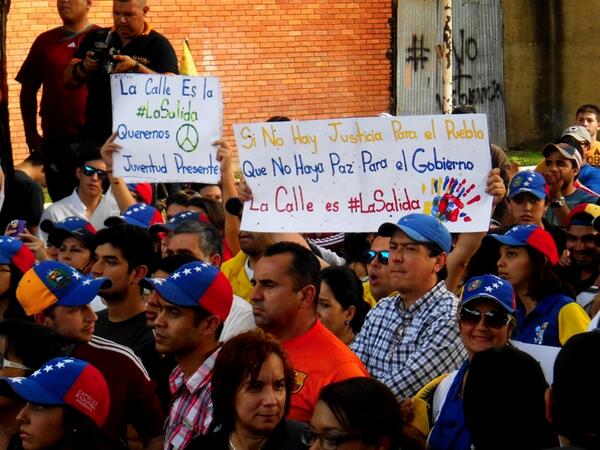 La Calle Es la
#LaSalida
Queremos
Juventud Presente
Si No Hay Justicia Para el Pueblo
Que No Haya Paz Para el Gobierno
La Calle es #LaSalida